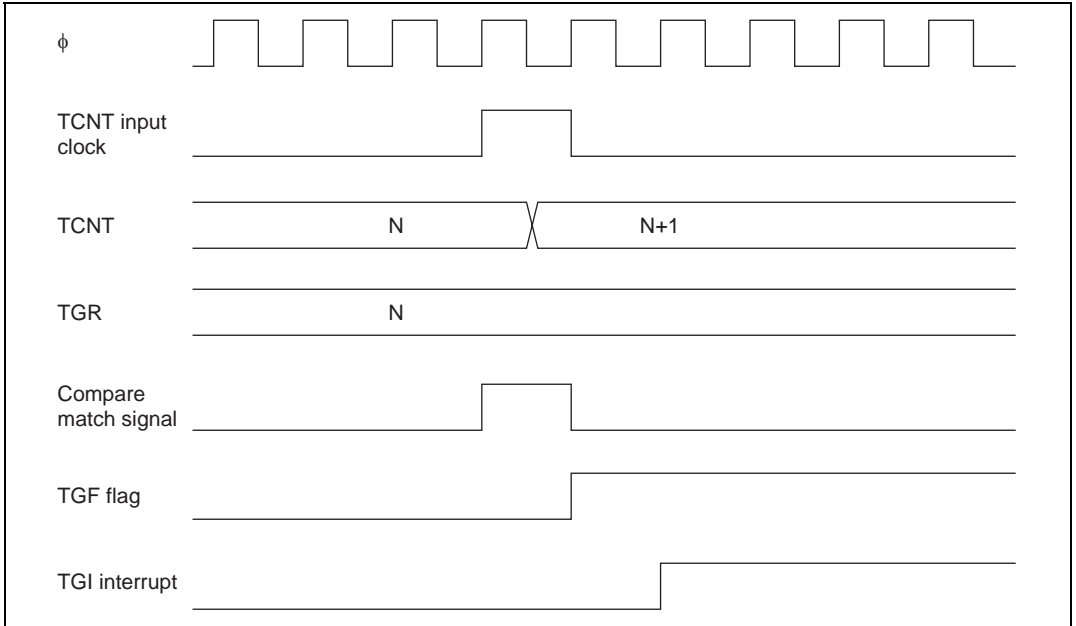 ϕ
TCNT input
clock
TCNT
N
N+1
TGR
N
Compare
match signal
TGF flag
TGI interrupt